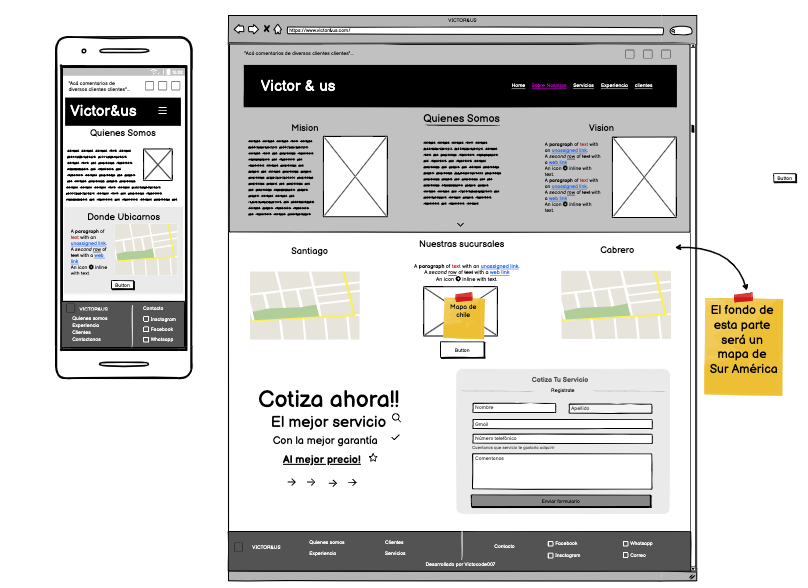 "Acá comentarios de
diversos clientes clientes"...
Victor&us
Quienes Somos
Donde Ubicarnos
A paragraph of
text with an
unassigned link.
A second row of
text with a web
link
An icon inline
with text.
Button
VICTOR&US
Quienes somos
Experiencia
Clientes
Contactanos
Contacto
Instagram
Facebook
Whatsapp
VICTOR&US
https://www.victor&us.com/
"Acá comentarios de diversos clientes clientes"...
Victor & us
Home
Sobre Nosotros
Servicios
Experiencia
clientes
Mision
Quienes Somos
Vision
A paragraph of
text with an
unassigned link.
A second row of
text with a web
link
An icon inline with
text.
A paragraph of
text with an
unassigned link.
A second row of
text with a web
link
An icon inline with
text.
Santiago
Nuestras sucursales
A paragraph of text with an unassigned link.
A second row of text with a web link
An icon inline with text.
Mapa de
chile
Button
Cabrero
Cotiza ahora!!
El mejor servicio
Con la mejor garantía
Al mejor precio!
Cotiza Tu Servicio
Registrate
Nombre
Apellido
Gmail
Número telefónico
Cuentanos que servicio te gustaria adquirir
Comentanos
Enviar formulario
VICTOR&US
Quienes somos
Experiencia
Clientes
Servicios
Contacto
Facebook
Instagram
Whatsapp
Correo
Desarrollado por Victocode007
Button
El fondo de
esta parte
será un
mapa de
Sur América